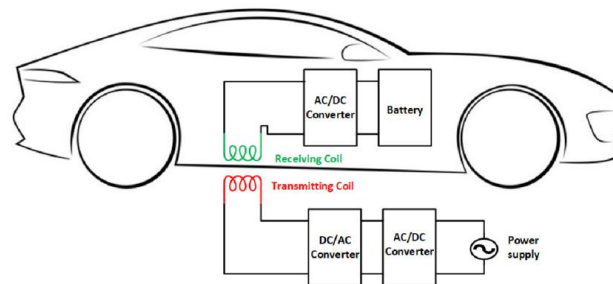 AC/DC
Converter
Battery
Receiving Coil
Transmitting Coil
DC/AC
Converter
AC/DC
Converter
Power
supply